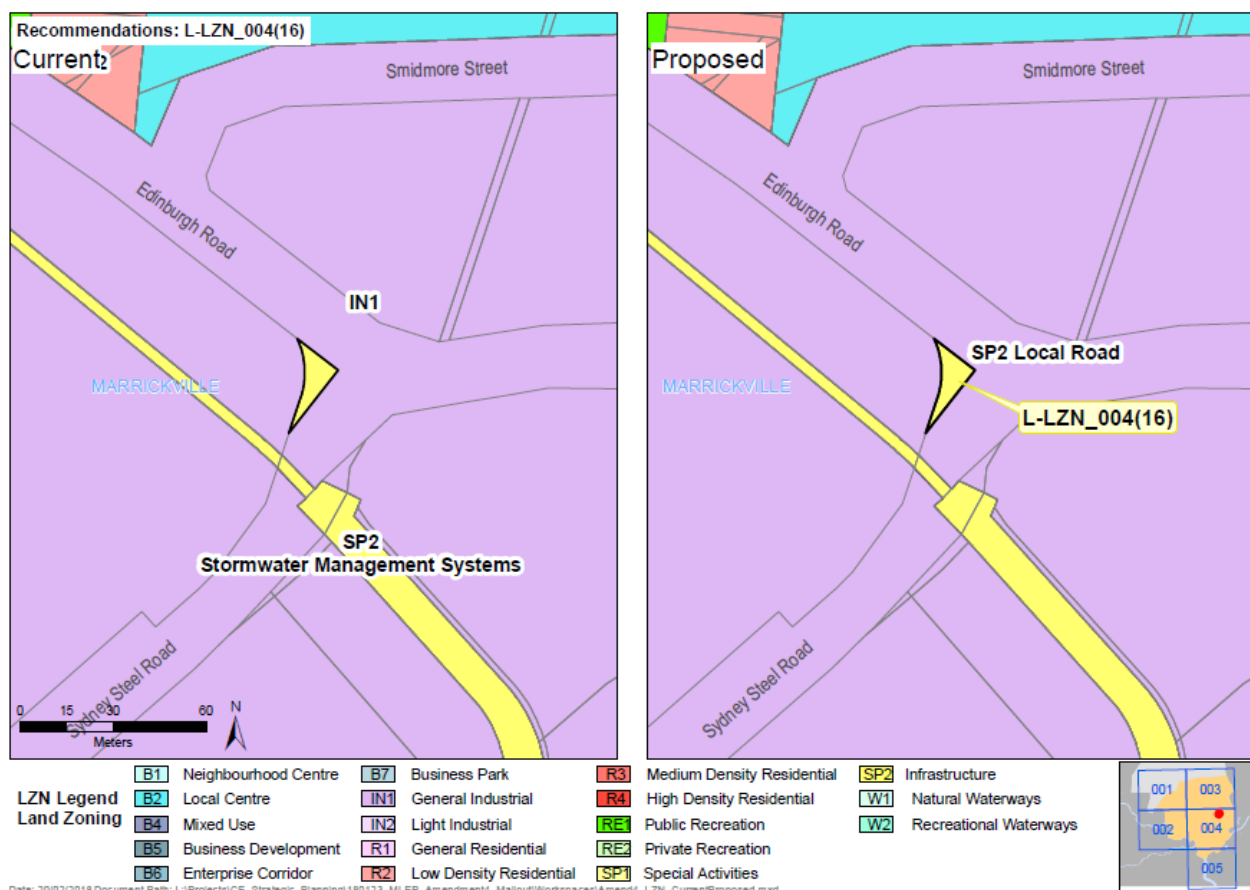 Recommendations: L-LZN_004(16)
Current
Proposed
Smidmore Street
Edinburgh Road
IN1
MARRICKVILLE
SP2
Stormwater Management Systems
Sydney Steel Road
0 15 30 60
Meters
N
Smidmore Street
Edinburgh Road
SP2 Local Road
MARRICKVILLE
L-LZN_004(16)
Sydney Steel Road
LZN Legend
Land Zoning
B1 Neighbourhood Centre
B2 Local Centre
B4 Mixed Use
B5 Business Development
B6 Enterprise Corridor
B7 Business Park
IN1 General Industrial
IN2 Light Industrial
R1 General Residential
R2 Low Density Residential
R3 Medium Density Residential
R4 High Density Residential
RE1 Public Recreation
RE2 Private Recreation
SP1 Special Activities
SP2 Infrastructure
W1 Natural Waterways
W2 Recreational Waterways
001 003
002 004
005